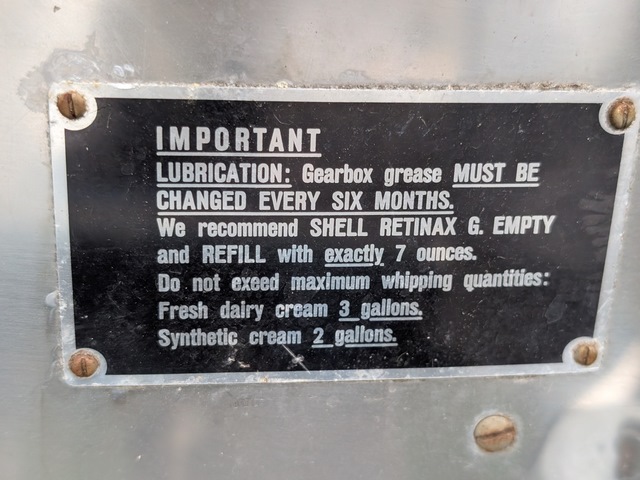 IMPORTANT
LUBRICATION: Gearbox grease MUST BE
CHANGED EVERY SIX MONTHS.
We recommend SHELL RETINAX G. EMPTY
and REFILL with exactly 7 ounces.
Do not exeed maximum whipping quantities:
Fresh dairy cream 3 gallons.
Synthetic cream 2 gallons.